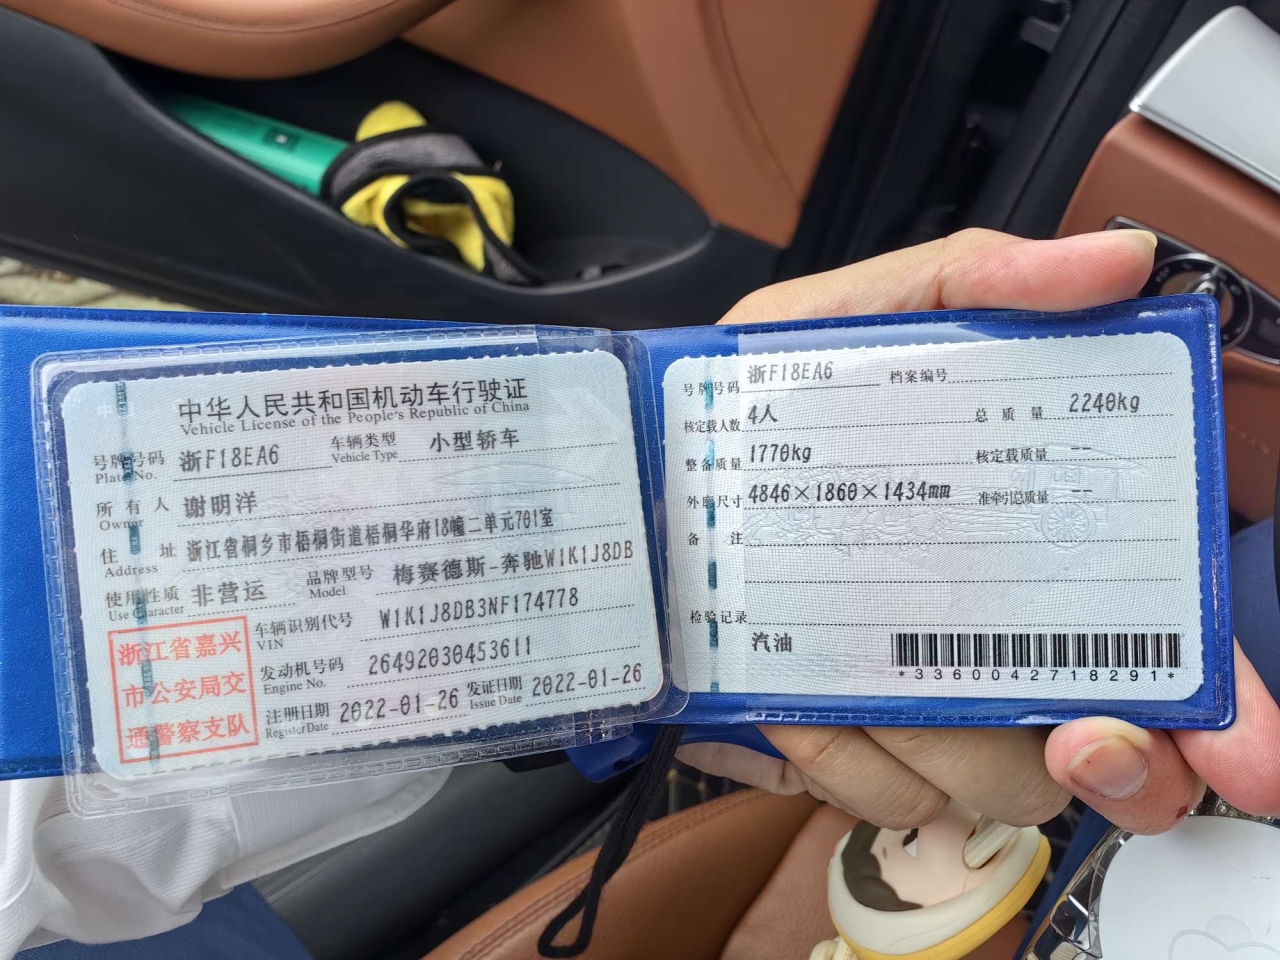 中华人民共和国机动车行驶证
Vehicle License of the People's Republic of China
号牌号码 浙F18EA6 车辆类型 小型轿车
Plate No. Vehicle Type
所有人 谢明洋
Owner
住址 浙江省桐乡市梧桐街道梧桐华府18幢二单元701室
Address
使用性质 非营运 品牌型号 梅赛德斯-奔驰W1K1J8DB
Use Character Model
车辆识别代号 W1K1J8DB3NF174778
VIN
发动机号码 26492030453611
Engine No.
注册日期 2022-01-26 发证日期 2022-01-26
Register Date Issue Date
浙江省嘉兴
市公安局交
通警察支队
号牌号码 浙F18EA6 档案编号
核定载人数 4人 总质量 2240kg
整备质量 1770kg 核定载质量 --
外廓尺寸 4846×1860×1434mm 准牵引总质量 --
备注
检验记录
汽油
*3360042718291*